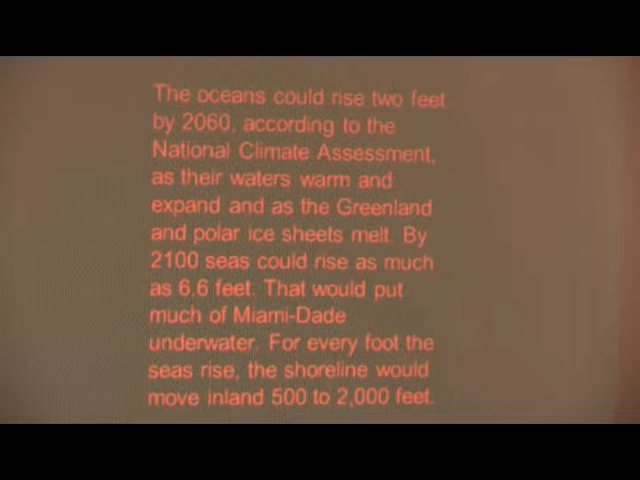 The oceans could rise two feet
by 2060, according to the
National Climate Assessment,
as their waters warm and
expand and as the Greenland
and polar ice sheets melt. By
2100 seas could rise as much
as 6.6 feet. That would put
much of Miami-Dade
underwater. For every foot the
seas rise, the shoreline would
move inland 500 to 2,000 feet.